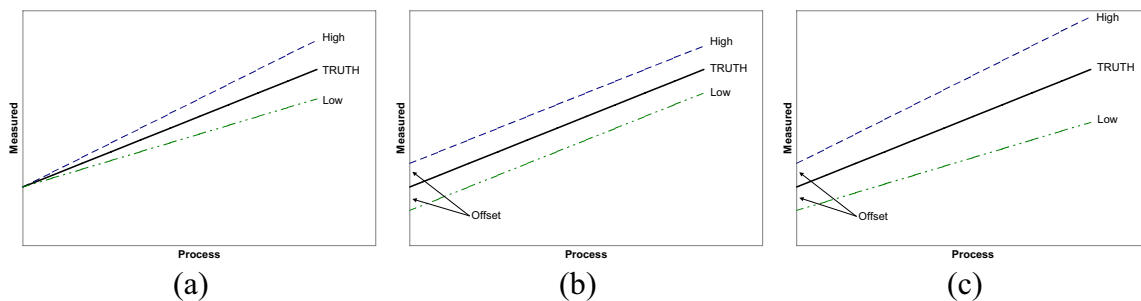 High
TRUTH
Low
Measured
Process
(a)
High
TRUTH
Low
Offset
Measured
Process
(b)
High
TRUTH
Low
Offset
Measured
Process
(c)